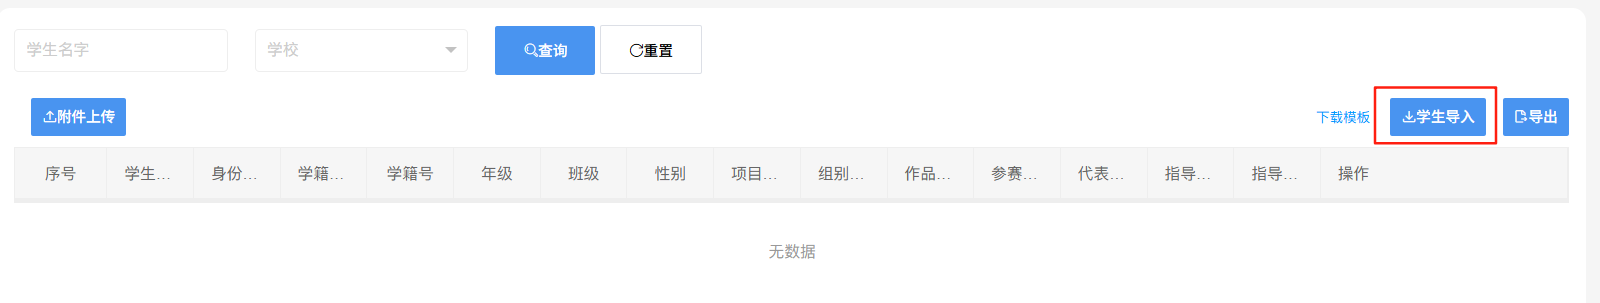 学生名字 学校 查询 重置
附件上传 下载模板 学生导入 导出
序号 学生... 身份... 学籍... 学籍号 年级 班级 性别 项目... 组别... 作品... 参赛... 代表... 指导... 指导... 操作
无数据